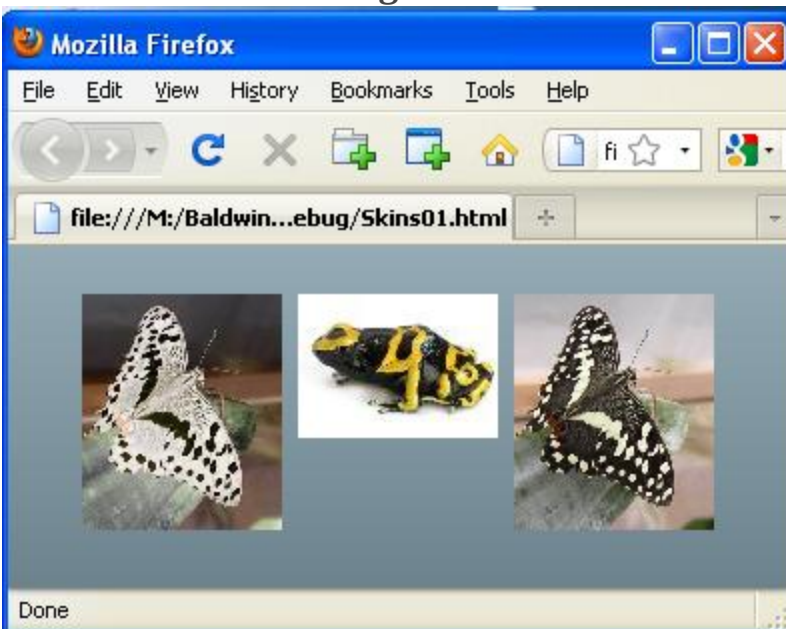 Mozilla Firefox
File Edit View History Bookmarks Tools Help
fi
file:///M:/Baldwin...ebug/Skins01.html
Done